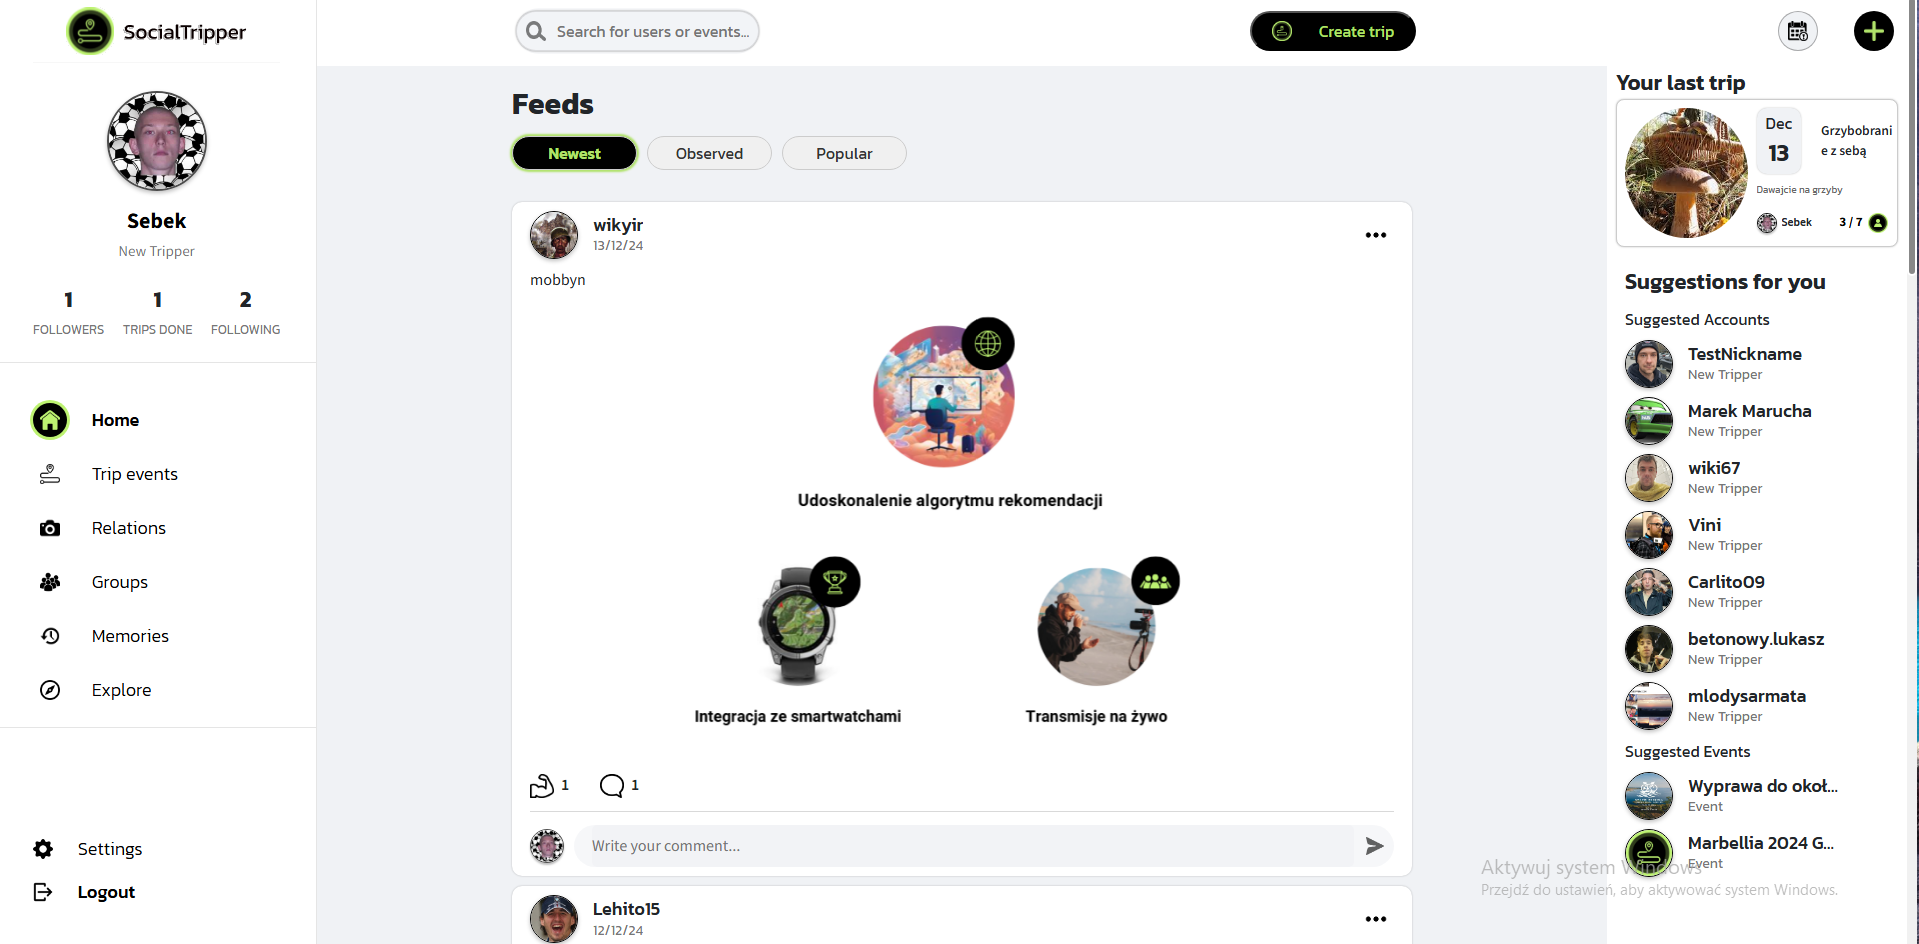 SocialTripper
Search for users or events...
Create trip
Sebek
New Tripper
1
FOLLOWERS
1
TRIPS DONE
2
FOLLOWING
Home
Trip events
Relations
Groups
Memories
Explore
Settings
Logout
Feeds
Newest
Observed
Popular
wikyir
13/12/24
mobbyn
Udoskonalenie algorytmu rekomendacji
Integracja ze smartwatchami
Transmisje na żywo
1
1
Write your comment...
Lehito15
12/12/24
Your last trip
Dec
13
Grzybobrani
e z sebą
Dawajcie na grzyby
Sebek
3 / 7
Suggestions for you
Suggested Accounts
TestNickname
New Tripper
Marek Marucha
New Tripper
wiki67
New Tripper
Vini
New Tripper
Carlito09
New Tripper
betonowy.lukasz
New Tripper
mlodysarmata
New Tripper
Suggested Events
Wyprawa do okoł...
Event
Marbellia 2024 G...
Event
Aktywuj system Windows
Przejdź do ustawień, aby aktywować system Windows.